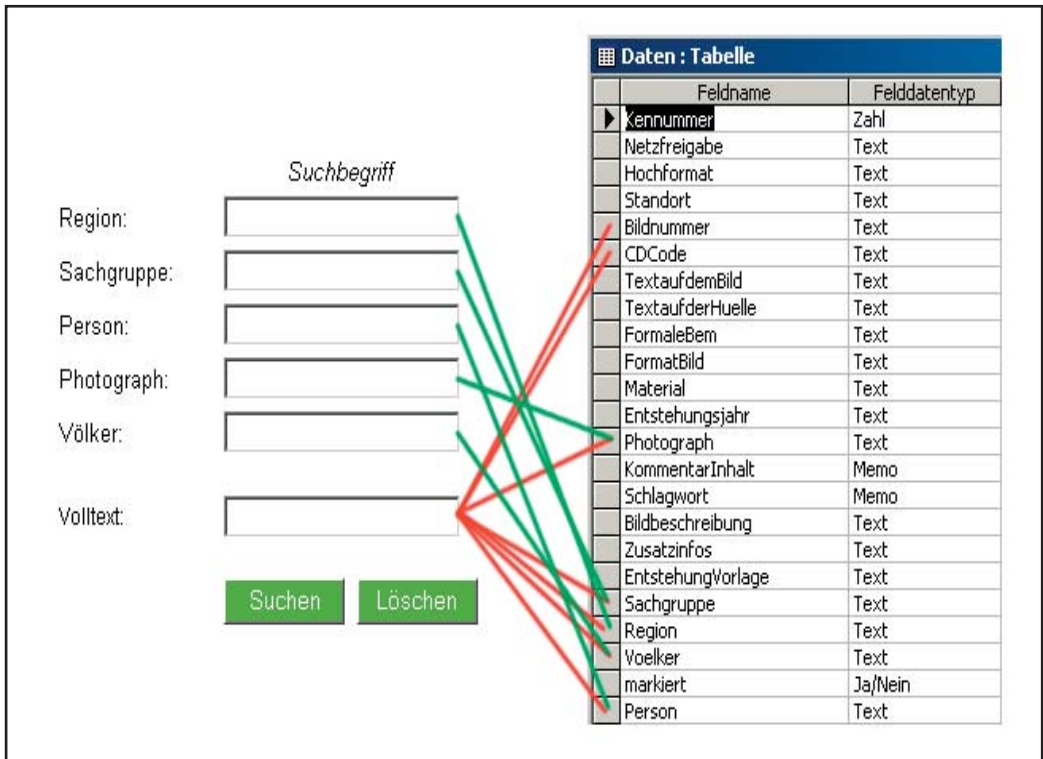 Suchbegriff
Region:
Sachgruppe:
Person:
Photograph:
Völker:
Volltext:
Suchen Löschen
Daten : Tabelle
Feldname Felddatentyp
Kennummer Zahl
Netzfreigabe Text
Hochformat Text
Standort Text
Bildnummer Text
CDCode Text
TextaufdemBild Text
TextaufderHuelle Text
FormaleBem Text
FormatBild Text
Material Text
Entstehungsjahr Text
Photograph Text
KommentarInhalt Memo
Schlagwort Memo
Bildbeschreibung Text
Zusatzinfos Text
EntstehungVorlage Text
Sachgruppe Text
Region Text
Voelker Text
markiert Ja/Nein
Person Text